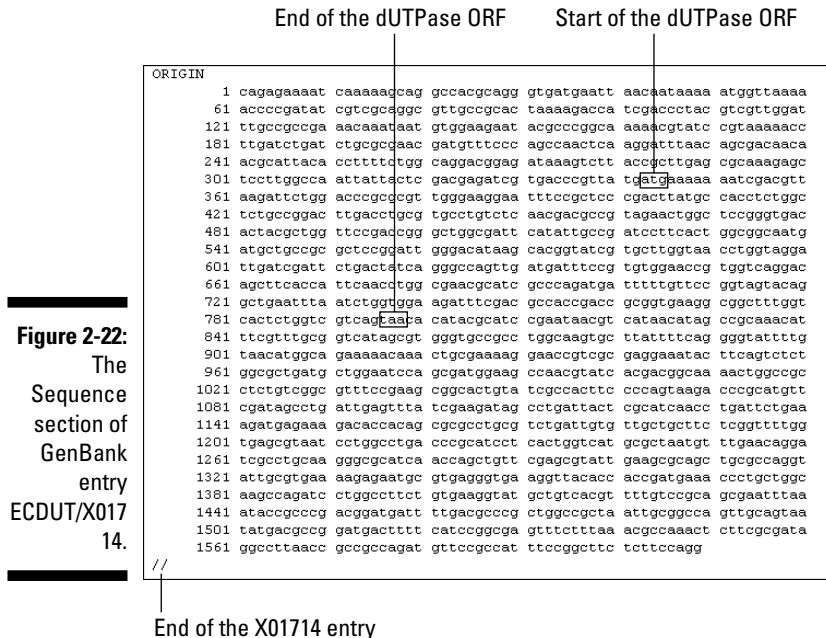 End of the dUTPase ORF
Start of the dUTPase ORF
ORIGIN
1 cagagaaaat caaaaagcag gccacgcagg gtgatgaatt aacaataaaa atggttaaaa
61 accccgatat cgtcgcaggc gttgccgcac taaaagacca tcgaccctac gtcgttggat
121 ttgccgccga aacaaataat gtggaagaat acgcccggca aaaacgtatc cgtaaaaacc
181 ttgatctgat ctgcgcgaac gatgtttccc agccaactca aggatttaac agcgacaaca
241 acgcattaca ccttttctgg caggacggag ataaagtctt accgcttgag cgcaaagagc
301 tccttggcca attattactc gacgagatcg tgacccgtta tgatgaaaaa aatcgacgtt
361 aagattctgg acccgcgcgt tgggaaggaa tttccgctcc cgacttatgc cacctctggc
421 tctgccggac ttgacctgcg tgcctgtctc aacgacgccg tagaactggc tccgggtgac
481 actacgctgg ttccgaccgg gctggcgatt catattgccg atccttcact ggcggcaatg
541 atgctgccgc gctccggatt gggacataag cacggtatcg tgcttggtaa cctggtagga
601 ttgatcgatt ctgactatca gggccagttg atgatttccg tgtggaaccg tggtcaggac
661 agcttcacca ttcaacctgg cgaacgcatc gcccagatga tttttgttcc ggtagtacag
721 gctgaattta atctggtgga agatttcgac gccaccgacc gcggtgaagg cggctttggt
781 cactctggtc gtcagtaaca catacgcatc cgaataacgt cataacatag ccgcaaacat
841 ttcgtttgcg gtcatagcgt gggtgccgcc tggcaagtgc ttattttcag gggtattttg
901 taacatggca gaaaaacaaa ctgcgaaaag gaaccgtcgc gaggaaatac ttcagtctct
961 ggcgctgatg ctggaatcca gcgatggaag ccaacgtatc acgacggcaa aactggccgc
1021 ctctgtcggc gtttccgaag cggcactgta tcgccacttc cccagtaaga cccgcatgtt
1081 cgatagcctg attgagttta tcgaagatag cctgattact cgcatcaacc tgattctgaa
1141 agatgagaaa gacaccacag cgcgcctgcg tctgattgtg ttgctgcttc tcggttttgg
1201 tgagcgtaat cctggcctga cccgcatcct cactggtcat gcgctaatgt ttgaacagga
1261 tcgcctgcaa gggcgcatca accagctgtt cgagcgtatt gaagcgcagc tgcgccaggt
1321 attgcgtgaa aagagaatgc gtgagggtga aggttacacc accgatgaaa ccctgctggc
1381 aagccagatc ctggccttct gtgaaggtat gctgtcacgt ttgtccgcca gcgaatttaa
1441 ataccgcccg acggatgatt ttgacgcccg ctggccgcta attgcggcca gttgcagtaa
1501 tatgacgccg gatgactttt catccggcga gtttctttaa acgccaaact cttcgcgata
1561 ggccttaacc gccgccagat gttccgccat ttccggcttc tcttccagg
//
End of the X01714 entry
Figure 2-22:
The
Sequence
section of
GenBank
entry
ECDUT/X017
14.